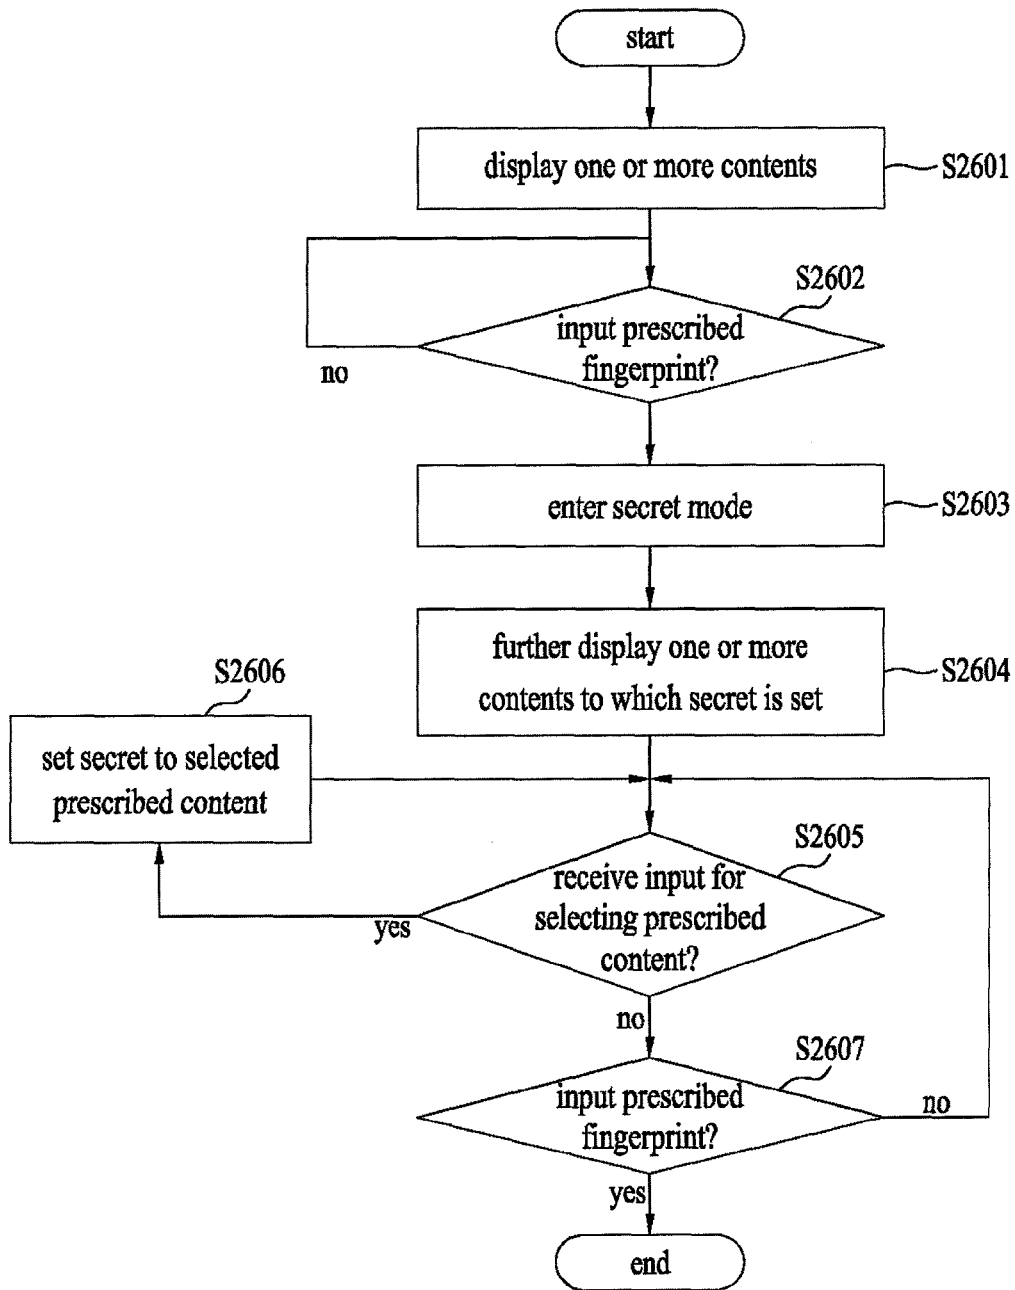 start
display one or more contents
S2601
S2602
input prescribed
fingerprint?
no
enter secret mode
S2603
further display one or more
contents to which secret is set
S2604
S2606
set secret to selected
prescribed content
S2605
receive input for
selecting prescribed
content?
yes
no
S2607
input prescribed
fingerprint?
no
yes
end